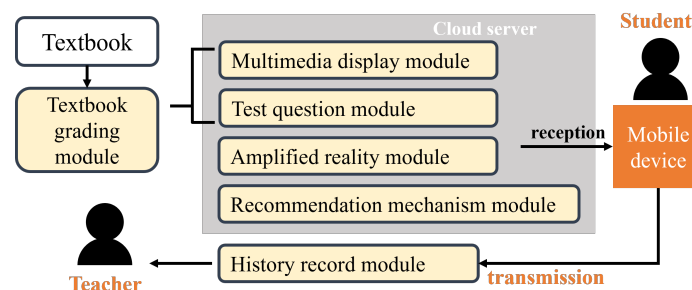 Cloud server
Student
Textbook
Multimedia display module
Textbook
grading
module
Test question module
reception
Mobile
device
Amplified reality module
Recommendation mechanism module
History record module
transmission
Teacher